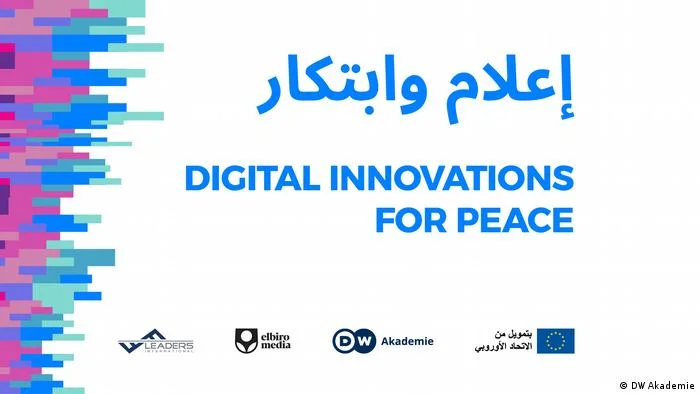 إعلام وابتكار
DIGITAL INNOVATIONS
FOR PEACE
LEADERS
INTERNATIONAL
elbiro
media
DW Akademie
بتمويل من
الاتحاد الأوروبي
© DW Akademie